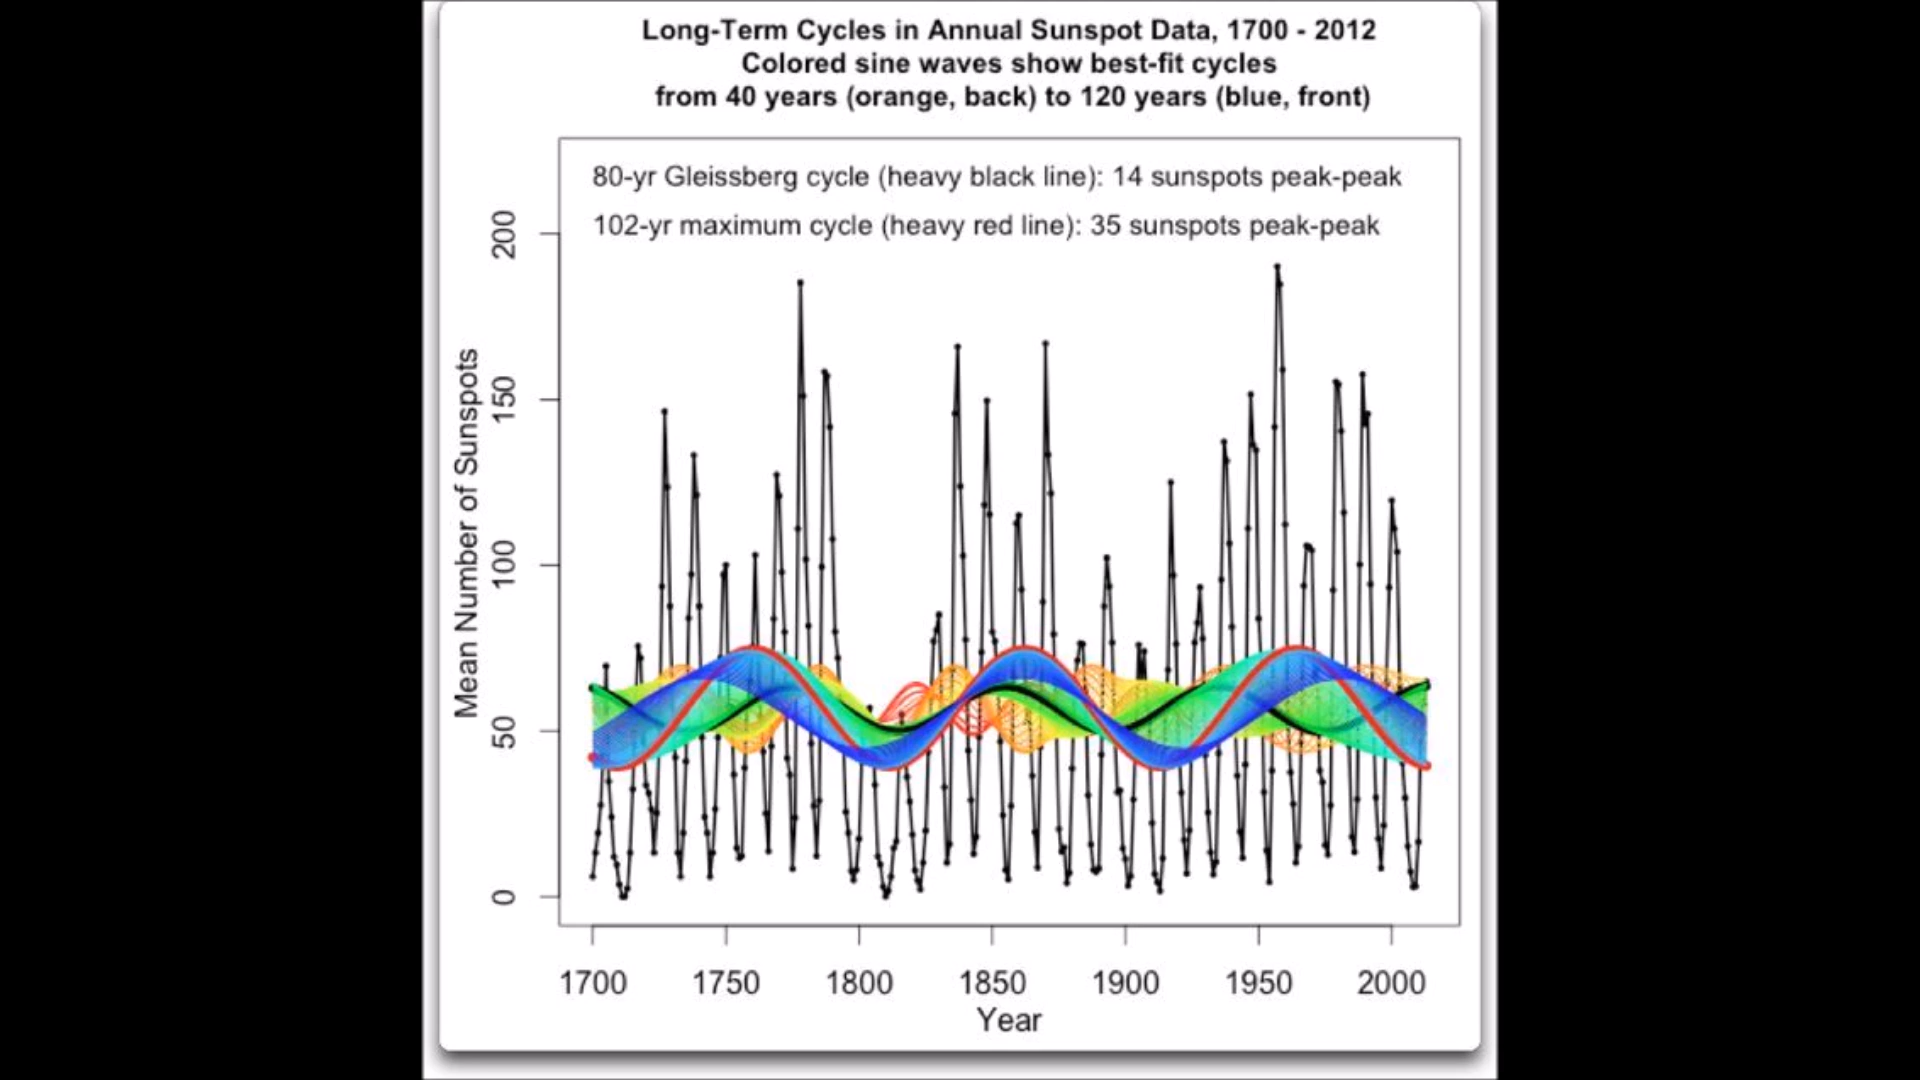 Long-Term Cycles in Annual Sunspot Data, 1700 - 2012
Colored sine waves show best-fit cycles
from 40 years (orange, back) to 120 years (blue, front)
80-yr Gleissberg cycle (heavy black line): 14 sunspots peak-peak
102-yr maximum cycle (heavy red line): 35 sunspots peak-peak
Mean Number of Sunspots
200
150
100
50
0
1700 1750 1800 1850 1900 1950 2000
Year